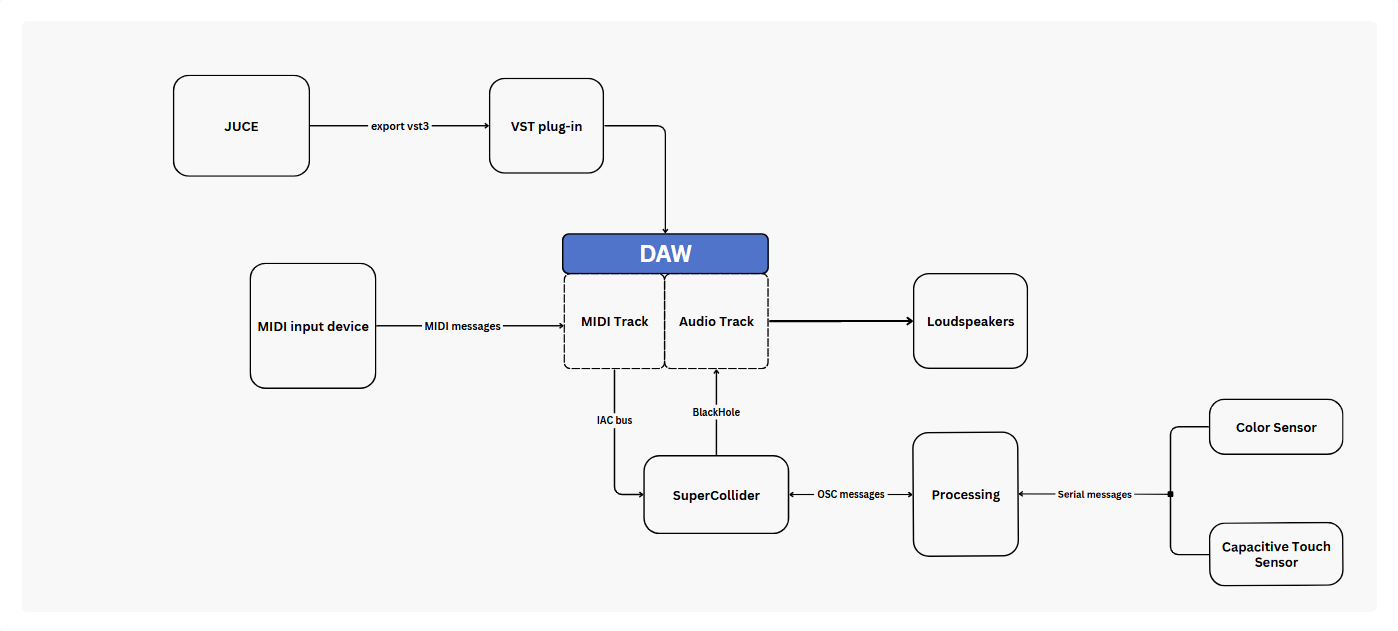 JUCE
export vst3
VST plug-in
DAW
MIDI input device
MIDI messages
MIDI Track
Audio Track
Loudspeakers
IAC bus
BlackHole
SuperCollider
OSC messages
Processing
Serial messages
Color Sensor
Capacitive Touch
Sensor